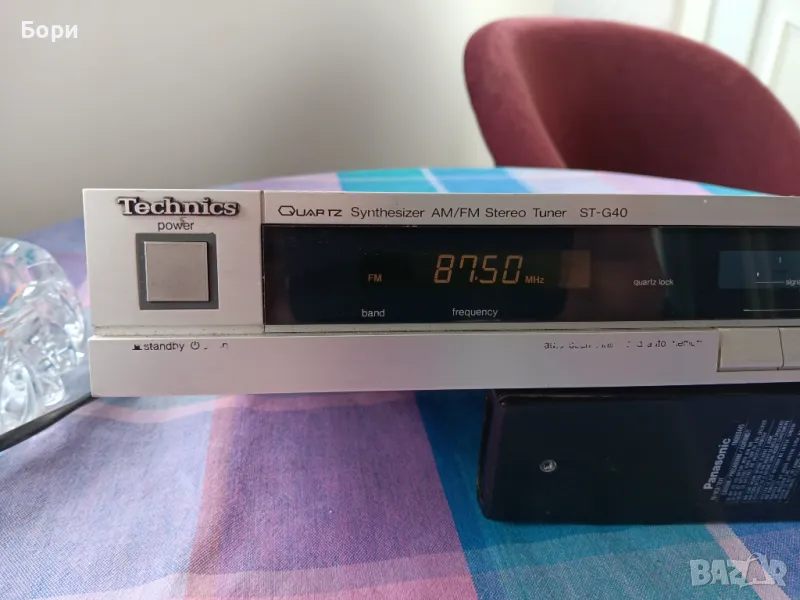 Бори
Technics
power
QUARTZ Synthesizer AM/FM Stereo Tuner ST-G40
FM 87.50 MHz
quartz lock
band frequency
standby
Panasonic
BAZAR